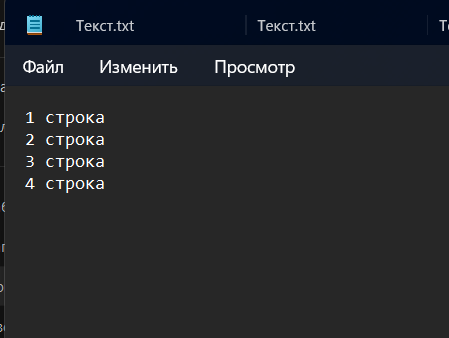 Текст.txt Текст.txt
Файл Изменить Просмотр
1 строка
2 строка
3 строка
4 строка